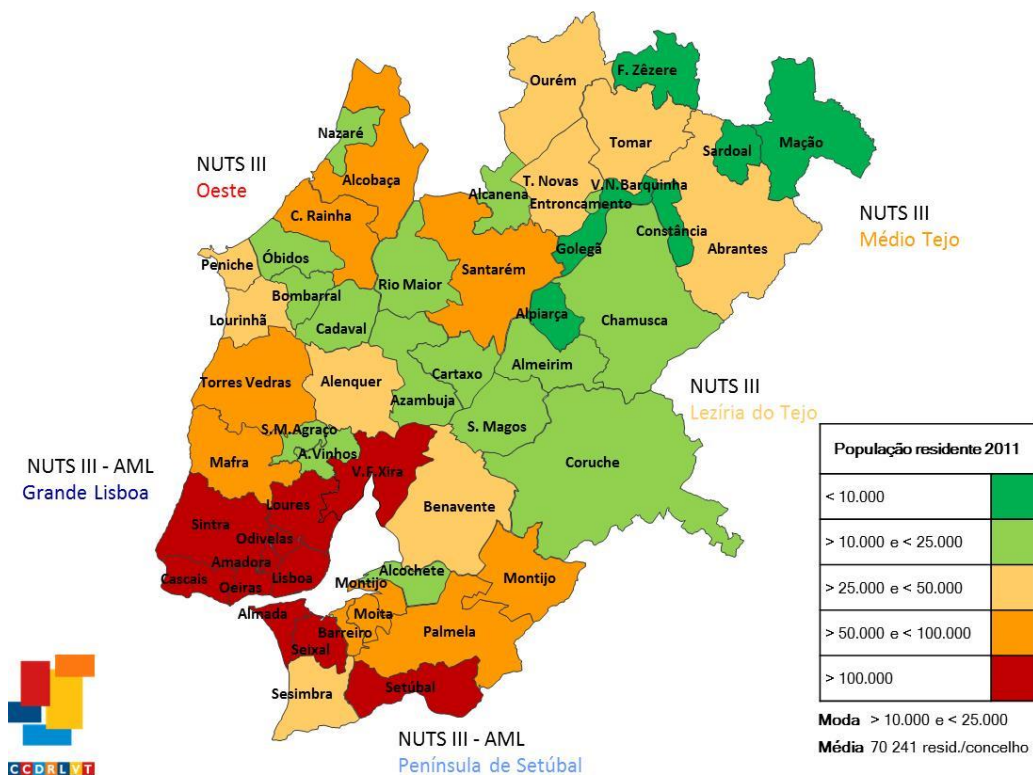 Ourém
F. Zêzere
Nazaré
Tomar
Sardoal
Mação
NUTS III
Oeste
Alcobaça
Alcanena
T. Novas
V.N.Barquinha
Entroncamento
NUTS III
Médio Tejo
C. Rainha
Constância
Golegã
Abrantes
Peniche
Óbidos
Santarém
Rio Maior
Bombarral
Lourinhã
Cadaval
Alpiarça
Chamusca
Almeirim
Torres Vedras
Alenquer
Cartaxo
NUTS III
Lezíria do Tejo
Azambuja
S. Magos
S.M.Agraço
A.Vinhos
Mafra
V.F.Xira
Coruche
NUTS III - AML
Grande Lisboa
Loures
Benavente
Sintra
Odivelas
Amadora
Alcochete
Cascais
Oeiras
Lisboa
Montijo
Montijo
Almada
Moita
Barreiro
Palmela
Seixal
Sesimbra
Setúbal
NUTS III - AML
Península de Setúbal
População residente 2011
< 10.000
> 10.000 e < 25.000
> 25.000 e < 50.000
> 50.000 e < 100.000
> 100.000
Moda > 10.000 e < 25.000
Média 70 241 resid./concelho
CCDRLVT